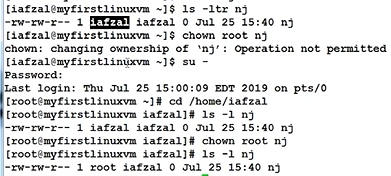 [iafzal@myfirstlinuxvm ~]$ ls -ltr nj
-rw-rw-r-- 1 iafzal iafzal 0 Jul 25 15:40 nj
[iafzal@myfirstlinuxvm ~]$ chown root nj
chown: changing ownership of ‘nj’: Operation not permitted
[iafzal@myfirstlinuxvm ~]$ su -
Password:
Last login: Thu Jul 25 15:00:09 EDT 2019 on pts/0
[root@myfirstlinuxvm ~]# cd /home/iafzal
[root@myfirstlinuxvm iafzal]# ls -l nj
-rw-rw-r-- 1 iafzal iafzal 0 Jul 25 15:40 nj
[root@myfirstlinuxvm iafzal]# chown root nj
[root@myfirstlinuxvm iafzal]# ls -l nj
-rw-rw-r-- 1 root iafzal 0 Jul 25 15:40 nj